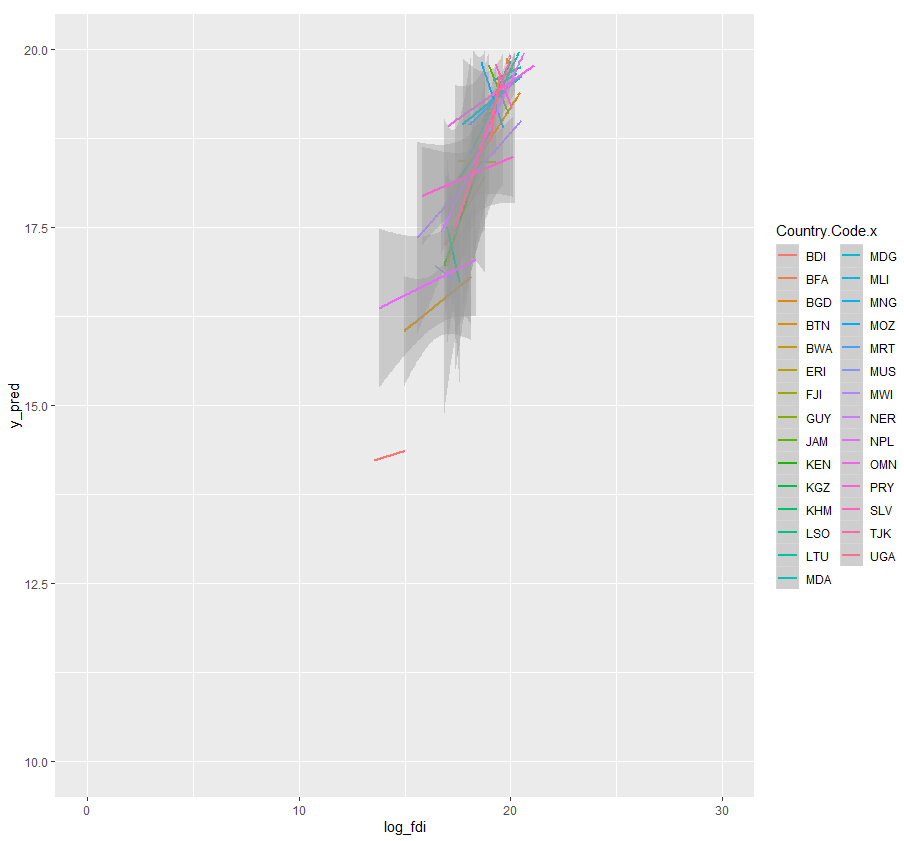 20.0
17.5
15.0
12.5
10.0
y_pred
0 10 20 30
log_fdi
Country.Code.x
BDI MDG
BFA MLI
BGD MNG
BTN MOZ
BWA MRT
ERI MUS
FJI MWI
GUY NER
JAM NPL
KEN OMN
KGZ PRY
KHM SLV
LSO TJK
LTU UGA
MDA